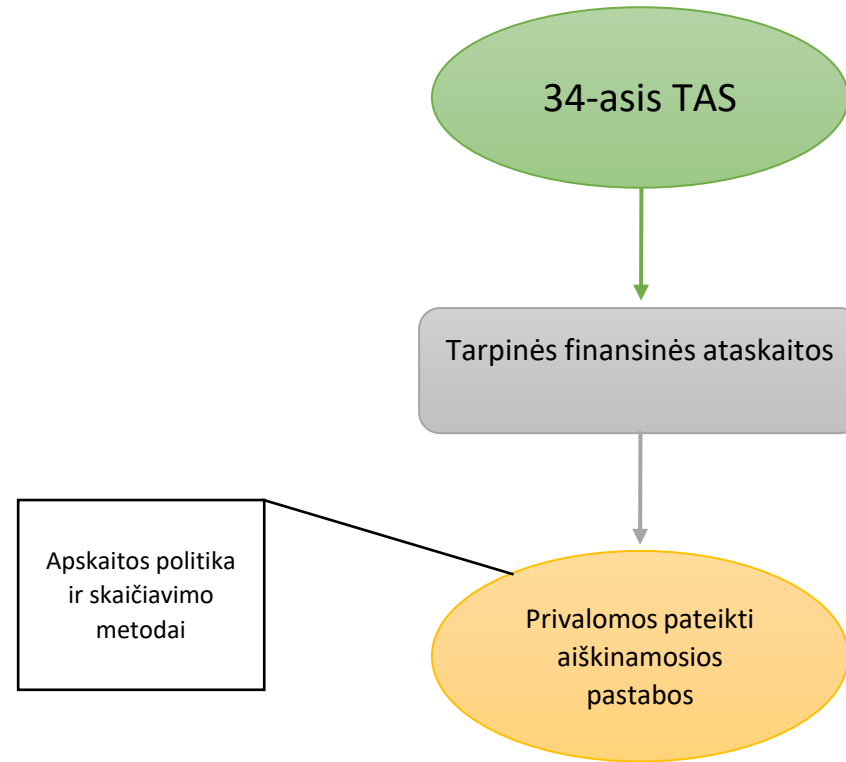 34-asis TAS
Tarpinės finansinės ataskaitos
Apskaitos politika
ir skaičiavimo
metodai
Privalomos pateikti
aiškinamosios
pastabos